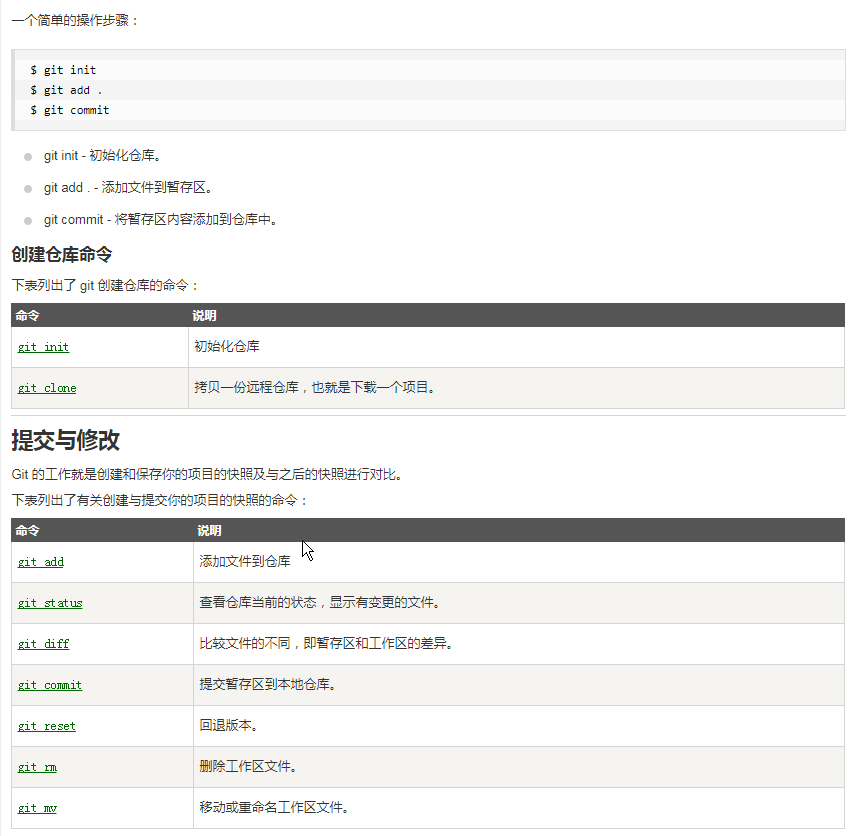 一个简单的操作步骤：
$ git init
$ git add .
$ git commit
git init - 初始化仓库。
git add . - 添加文件到暂存区。
git commit - 将暂存区内容添加到仓库中。
创建仓库命令
下表列出了 git 创建仓库的命令：
命令 说明
git init 初始化仓库
git clone 拷贝一份远程仓库，也就是下载一个项目。
提交与修改
Git 的工作就是创建和保存你的项目的快照及与之后的快照进行对比。
下表列出了有关创建与提交你的项目的快照的命令：
命令 说明
git add 添加文件到仓库
git status 查看仓库当前的状态，显示有变更的文件。
git diff 比较文件的不同，即暂存区和工作区的差异。
git commit 提交暂存区到本地仓库。
git reset 回退版本。
git rm 删除工作区文件。
git mv 移动或重命名工作区文件。